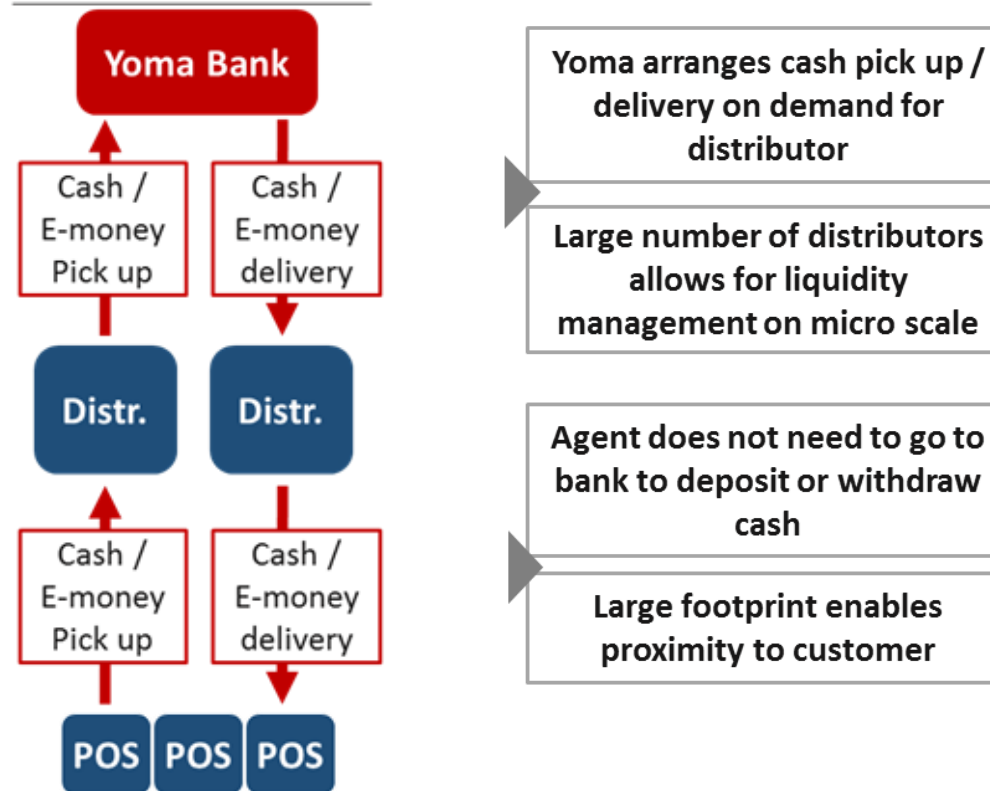 Yoma Bank
Cash /
E-money
Pick up
Cash /
E-money
delivery
Distr.
Distr.
Cash /
E-money
Pick up
Cash /
E-money
delivery
POS
POS
POS
Yoma arranges cash pick up /
delivery on demand for
distributor
Large number of distributors
allows for liquidity
management on micro scale
Agent does not need to go to
bank to deposit or withdraw
cash
Large footprint enables
proximity to customer